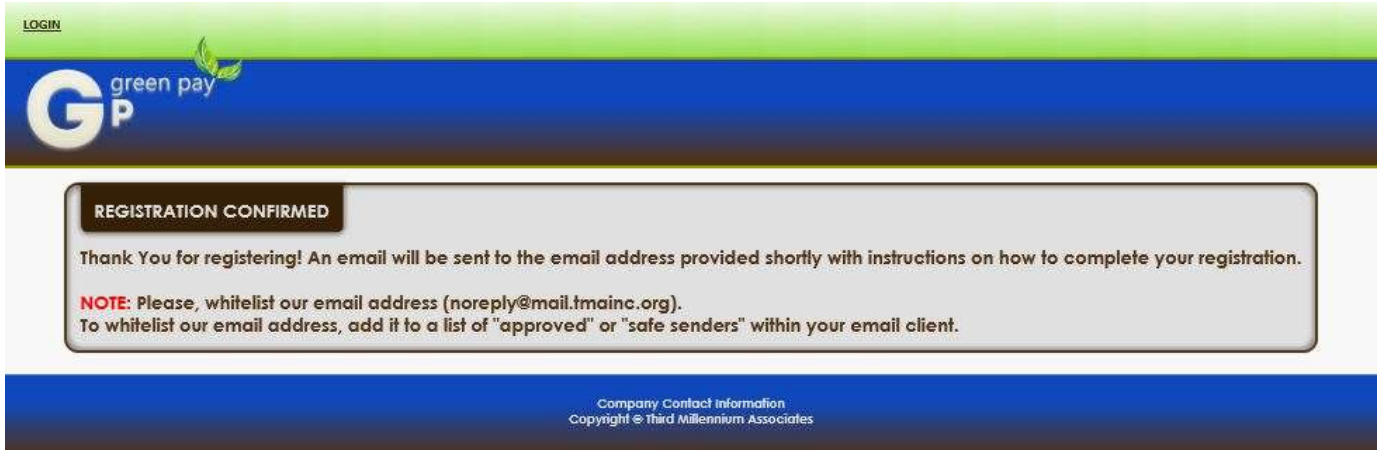 LOGIN
green pay
GP
REGISTRATION CONFIRMED
Thank You for registering! An email will be sent to the email address provided shortly with instructions on how to complete your registration.
NOTE: Please, whitelist our email address (noreply@mail.tmainc.org).
To whitelist our email address, add it to a list of "approved" or "safe senders" within your email client.
Company Contact Information
Copyright © Third Millennium Associates